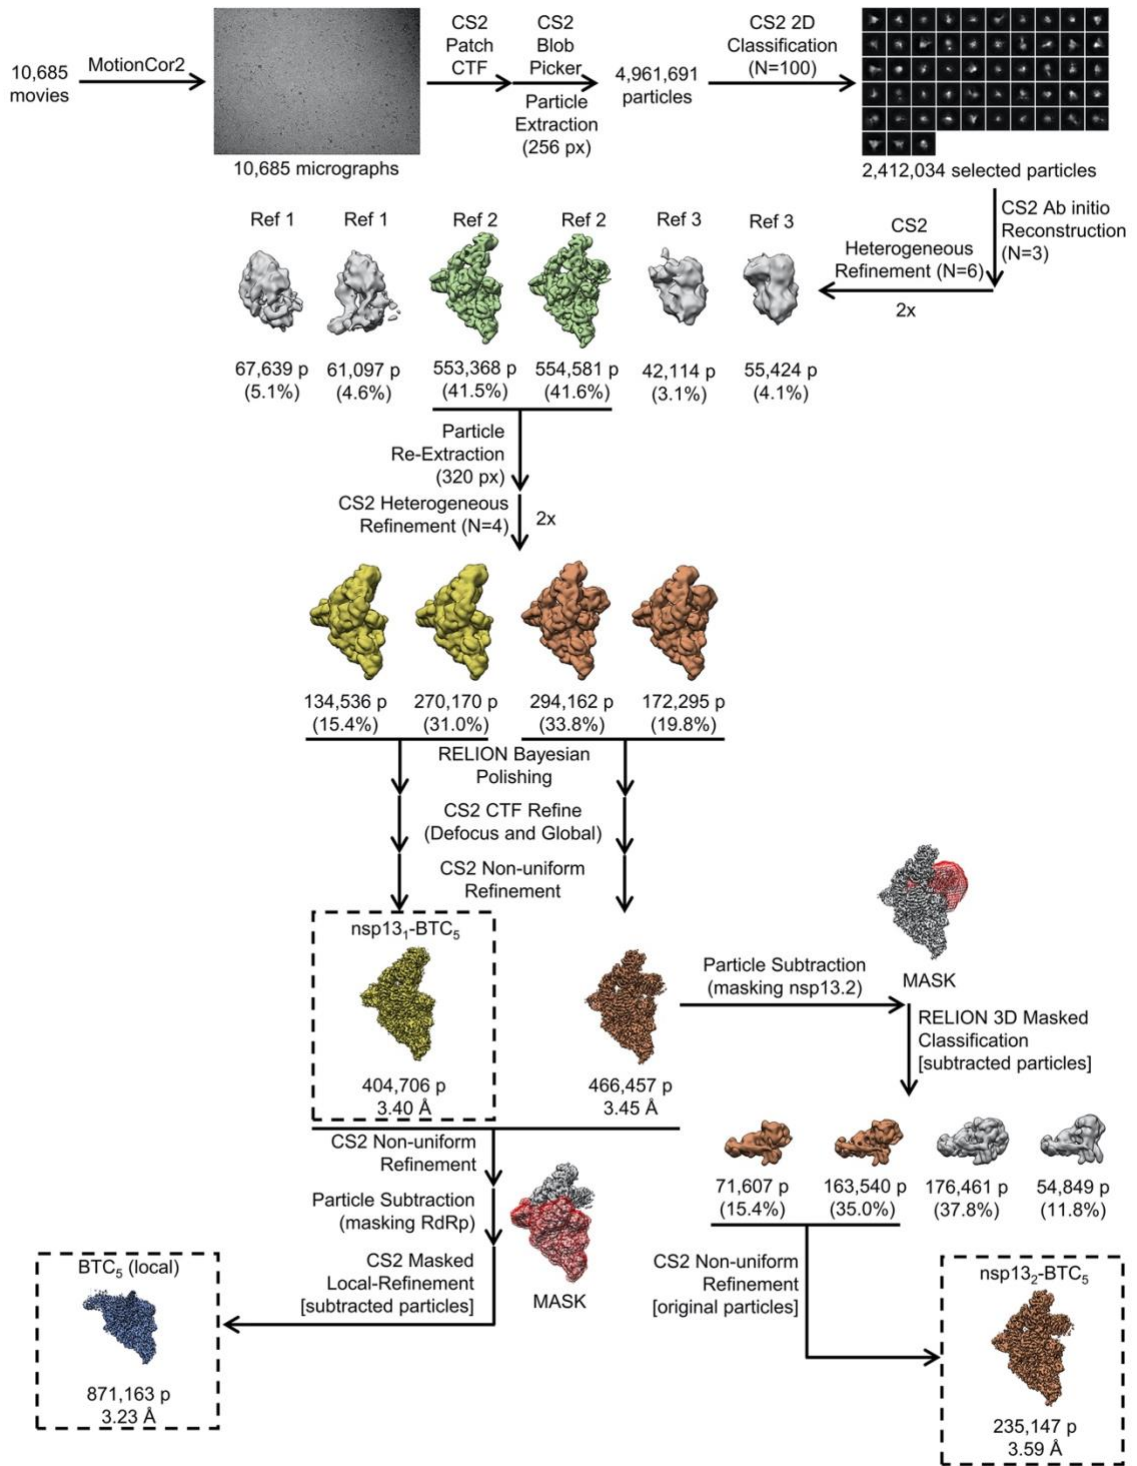 10,685
movies
MotionCor2
10,685 micrographs
CS2
Patch
CTF
CS2
Blob
Picker
Particle
Extraction
(256 px)
4,961,691
particles
CS2 2D
Classification
(N=100)
2,412,034 selected particles
CS2 Ab initio
Reconstruction
(N=3)
CS2
Heterogeneous
Refinement (N=6)
2x
Ref 1
Ref 1
Ref 2
Ref 2
Ref 3
Ref 3
67,639 p
(5.1%)
61,097 p
(4.6%)
553,368 p
(41.5%)
554,581 p
(41.6%)
42,114 p
(3.1%)
55,424 p
(4.1%)
Particle
Re-Extraction
(320 px)
CS2 Heterogeneous
Refinement (N=4)
2x
134,536 p
(15.4%)
270,170 p
(31.0%)
294,162 p
(33.8%)
172,295 p
(19.8%)
RELION Bayesian
Polishing
CS2 CTF Refine
(Defocus and Global)
CS2 Non-uniform
Refinement
nsp13₁-BTC₅
404,706 p
3.40 Å
466,457 p
3.45 Å
Particle Subtraction
(masking nsp13.2)
MASK
RELION 3D Masked
Classification
[subtracted particles]
71,607 p
(15.4%)
163,540 p
(35.0%)
176,461 p
(37.8%)
54,849 p
(11.8%)
CS2 Non-uniform
Refinement
[original particles]
nsp13₂-BTC₅
235,147 p
3.59 Å
CS2 Non-uniform
Refinement
Particle Subtraction
(masking RdRp)
MASK
CS2 Masked
Local-Refinement
[subtracted particles]
BTC₅ (local)
871,163 p
3.23 Å